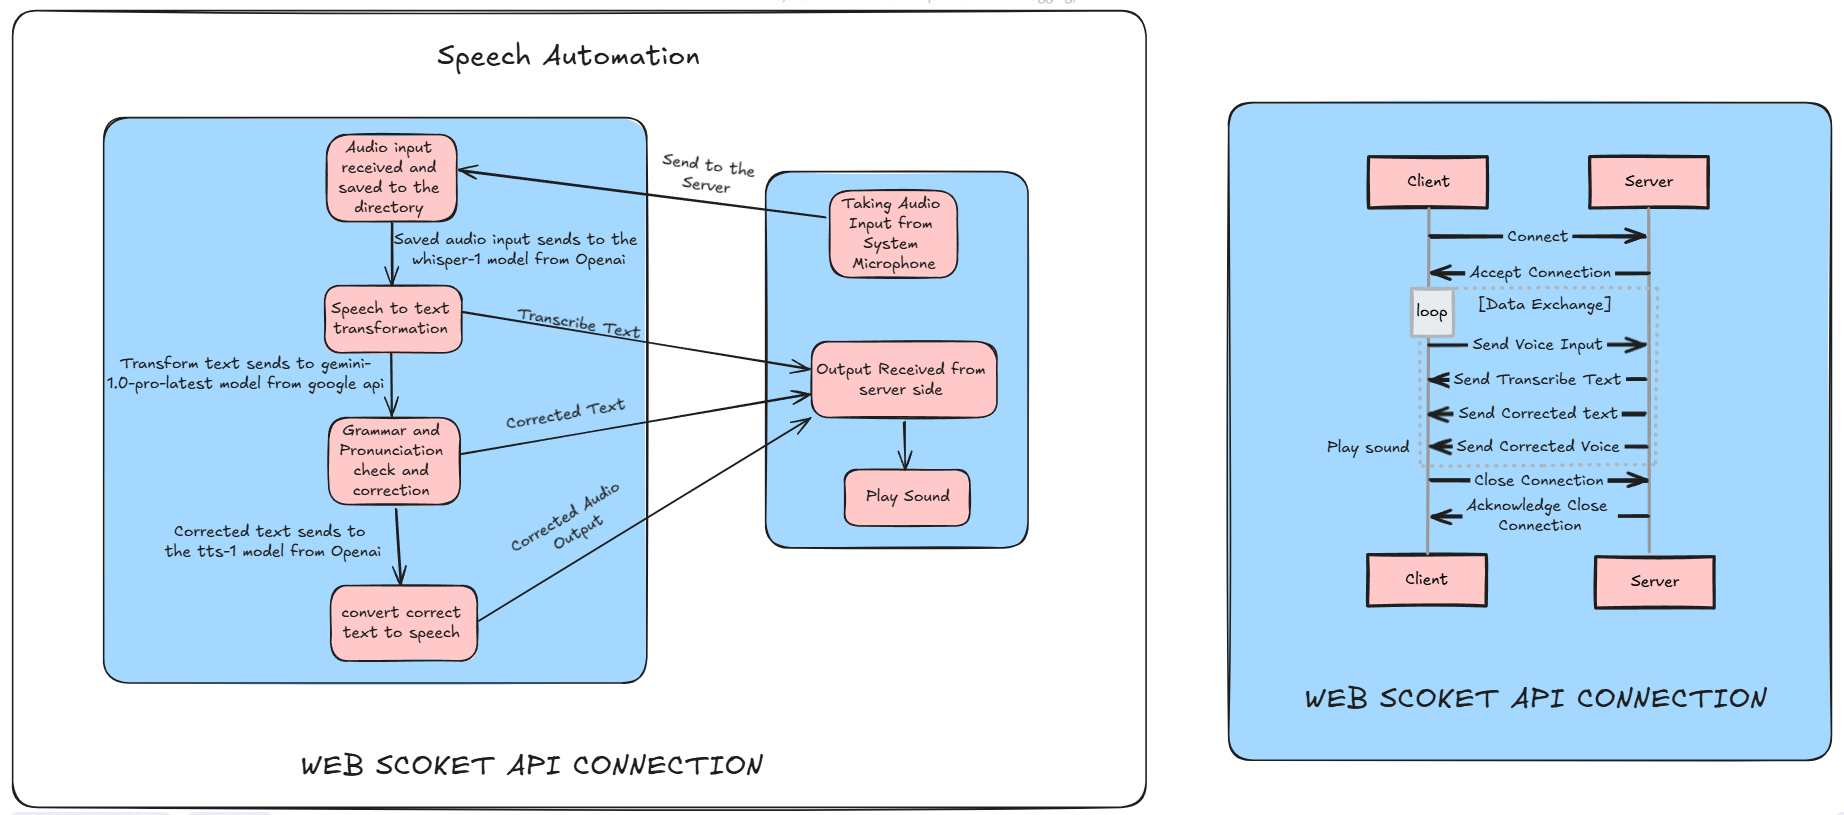 Speech Automation
Audio input
received and
saved to the
directory
Send to the
Server
Taking Audio
Input from
System
Microphone
Saved audio input sends to the
whisper-1 model from Openai
Speech to text
transformation
Transcribe Text
Transform text sends to gemini-
1.0-pro-latest model from google api
Output Received from
server side
Corrected Text
Grammar and
Pronunciation
check and
correction
Play Sound
Corrected Audio
Output
Corrected text sends to
the tts-1 model from Openai
convert correct
text to speech
WEB SCOKET API CONNECTION
Client
Server
Connect
Accept Connection
loop
[Data Exchange]
Send Voice Input
Send Transcribe Text
Send Corrected text
Play sound
Send Corrected Voice
Close Connection
Acknowledge Close
Connection
Client
Server
WEB SCOKET API CONNECTION